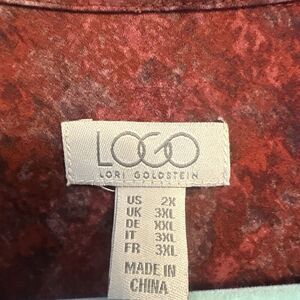 LOGO
LORI GOLDSTEIN
US 2X
UK 3XL
DE XXL
IT 3XL
FR 3XL
MADE IN
CHINA